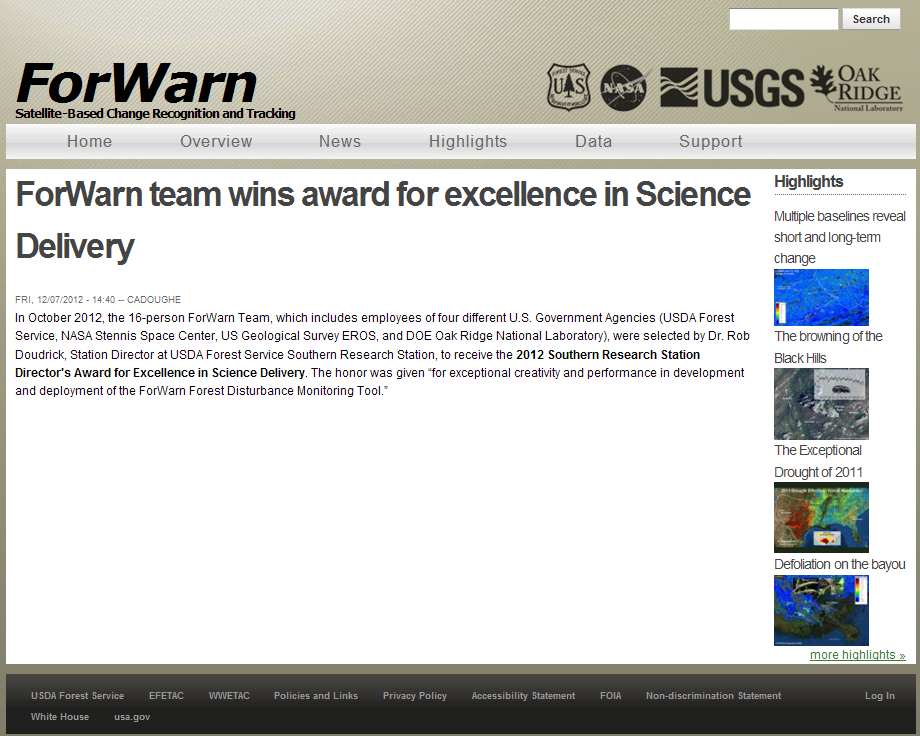 Search
ForWarn
Satellite-Based Change Recognition and Tracking
NASA
USGS
OAK
RIDGE
National Laboratory
Home Overview News Highlights Data Support
ForWarn team wins award for excellence in Science
Delivery
FRI, 12/07/2012 - 14:40 -- CADOUGHE
In October 2012, the 16-person ForWarn Team, which includes employees of four different U.S. Government Agencies (USDA Forest
Service, NASA Stennis Space Center, US Geological Survey EROS, and DOE Oak Ridge National Laboratory), were selected by Dr. Rob
Doudrick, Station Director at USDA Forest Service Southern Research Station, to receive the 2012 Southern Research Station
Director's Award for Excellence in Science Delivery. The honor was given “for exceptional creativity and performance in development
and deployment of the ForWarn Forest Disturbance Monitoring Tool.”
Highlights
Multiple baselines reveal
short and long-term
change
The browning of the
Black Hills
The Exceptional
Drought of 2011
Defoliation on the bayou
more highlights »
USDA Forest Service EFETAC WWETAC Policies and Links Privacy Policy Accessibility Statement FOIA Non-discrimination Statement Log In
White House usa.gov